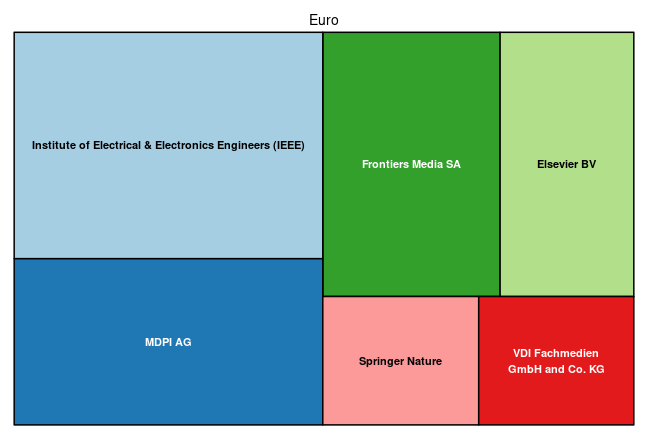 Euro
Institute of Electrical & Electronics Engineers (IEEE)
Frontiers Media SA
Elsevier BV
MDPI AG
Springer Nature
VDI Fachmedien
GmbH and Co. KG